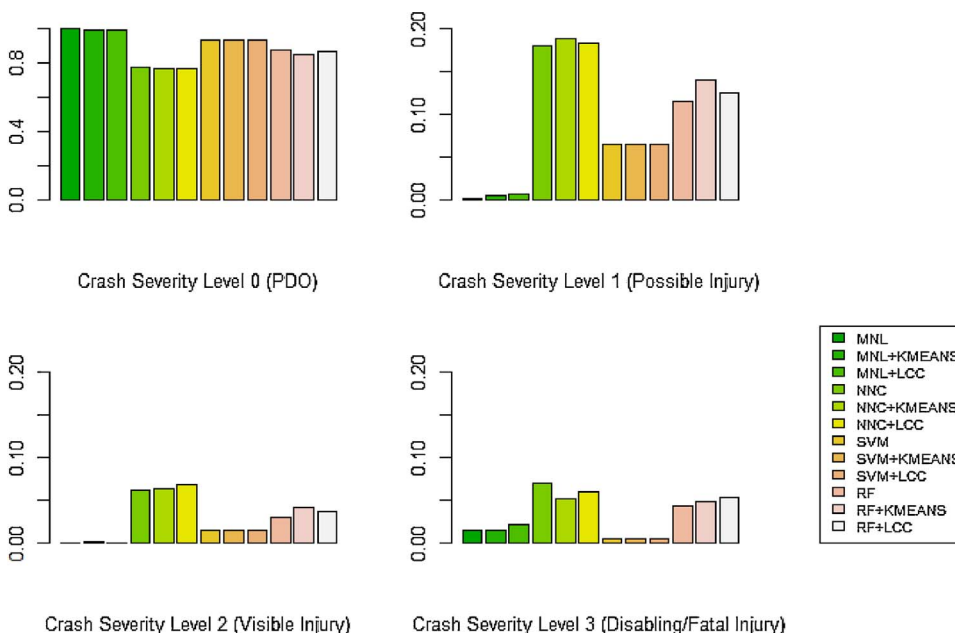 0.0 0.4 0.8
0.00 0.10 0.20
Crash Severity Level 0 (PDO)
Crash Severity Level 1 (Possible Injury)
0.00 0.10 0.20
0.00 0.10 0.20
MNL
MNL+KMEANS
MNL+LCC
NNC
NNC+KMEANS
NNC+LCC
SVM
SVM+KMEANS
SVM+LCC
RF
RF+KMEANS
RF+LCC
Crash Severity Level 2 (Visible Injury)
Crash Severity Level 3 (Disabling/Fatal Injury)